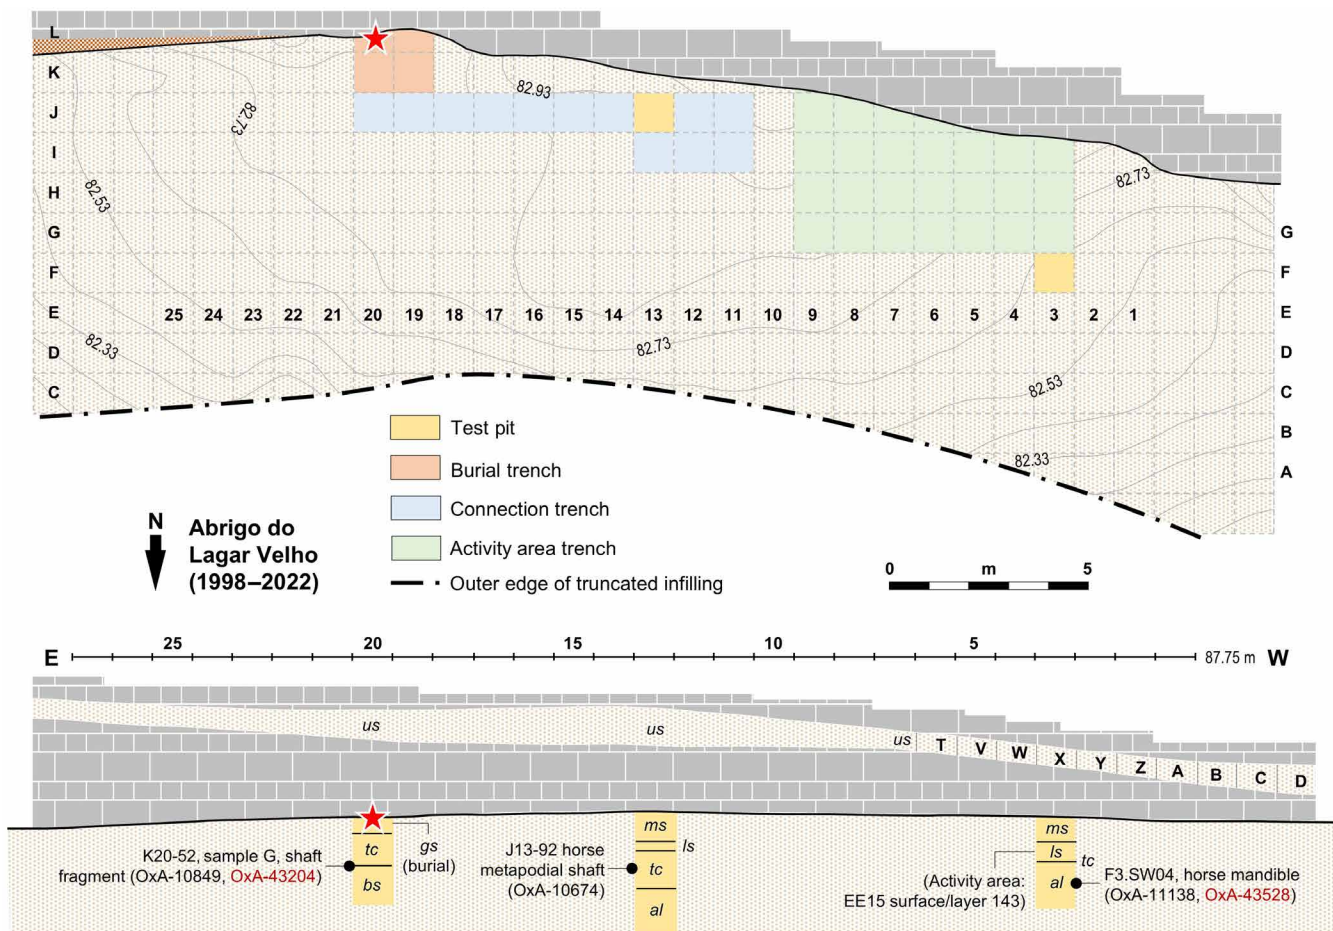 L
K
J
I
H
G
F
E
D
C
G
F
E
D
C
B
A
82.93
82.73
82.53
82.33
82.73
82.73
82.53
82.33
25 24 23 22 21 20 19 18 17 16 15 14 13 12 11 10 9 8 7 6 5 4 3 2 1
Test pit
Burial trench
Connection trench
Activity area trench
Outer edge of truncated infilling
N
Abrigo do
Lagar Velho
(1998–2022)
0 m 5
25 20 15 10 5
E 87.75 m W
us us us T V W X Y Z A B C D
gs
(burial)
tc
bs
K20-52, sample G, shaft
fragment (OxA-10849, OxA-43204)
ms
ls
tc
al
J13-92 horse
metapodial shaft
(OxA-10674)
ms
ls
tc
al
(Activity area:
EE15 surface/layer 143)
F3.SW04, horse mandible
(OxA-11138, OxA-43528)